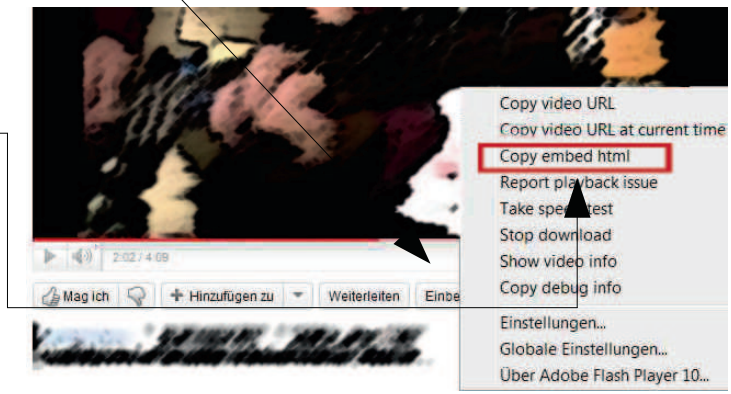 Copy video URL
Copy video URL at current time
Copy embed html
Report playback issue
Take speed test
Stop download
Show video info
Copy debug info
Einstellungen...
Globale Einstellungen...
Über Adobe Flash Player 10...
2:02 / 4:09
Mag ich + Hinzufügen zu Weiterleiten Einbe